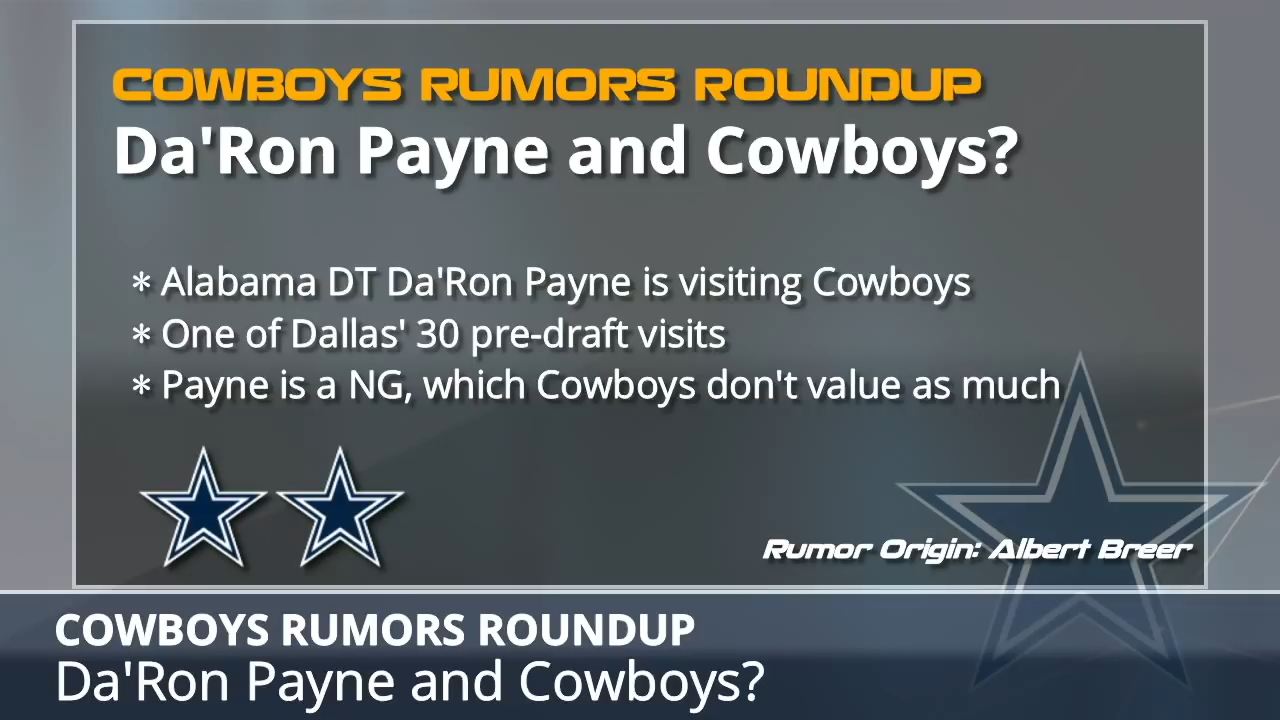 COWBOYS RUMORS ROUNDUP
Da'Ron Payne and Cowboys?
* Alabama DT Da'Ron Payne is visiting Cowboys
* One of Dallas' 30 pre-draft visits
* Payne is a NG, which Cowboys don't value as much
Rumor Origin: Albert Breer
COWBOYS RUMORS ROUNDUP
Da'Ron Payne and Cowboys?